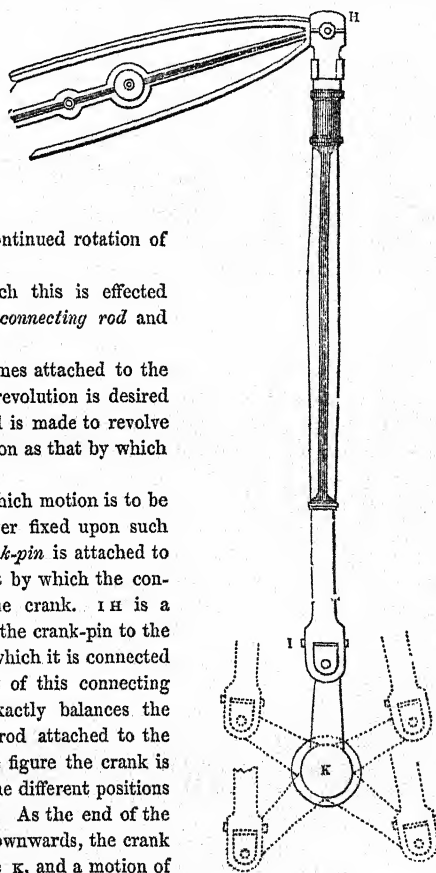 H
ontinued rotation of
ch this is effected
connecting rod and
nes attached to the
revolution is desired
l is made to revolve
on as that by which
hich motion is to be
er fixed upon such
k-pin is attached to
t by which the con-
ne crank. I H is a
the crank-pin to the
which it is connected
of this connecting
xactly balances the
rod attached to the
figure the crank is
ne different positions
As the end of the
ownwards, the crank
K, and a motion of
I
K